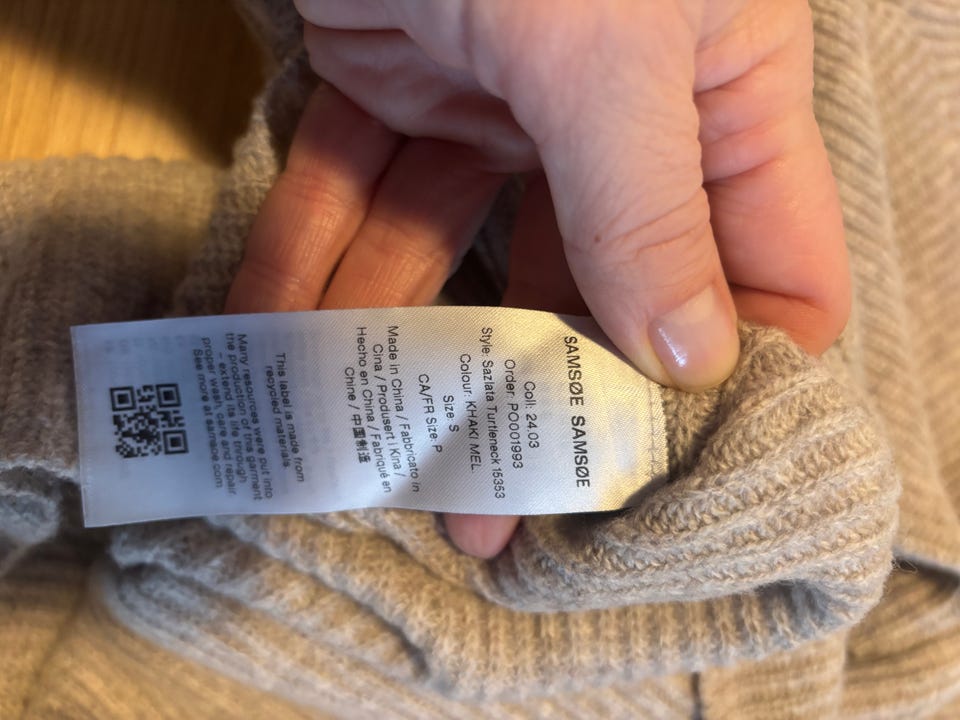 SAMSØE SAMSØE
Coll: 24.03
Order: PO001993
Style: Sazlata Turtleneck 15353
Colour: KHAKI MEL.
Size: S
CA/FR Size: P
Made in China / Fabbricato in
Cina / Produsert i Kina /
Hecho en China / Fabriqué en
Chine / 中国制造
This label is made from
recycled materials.
Many resources were put into
the production of this garment
– extend its life through
proper wash, care and repair.
See more at samsoe.com